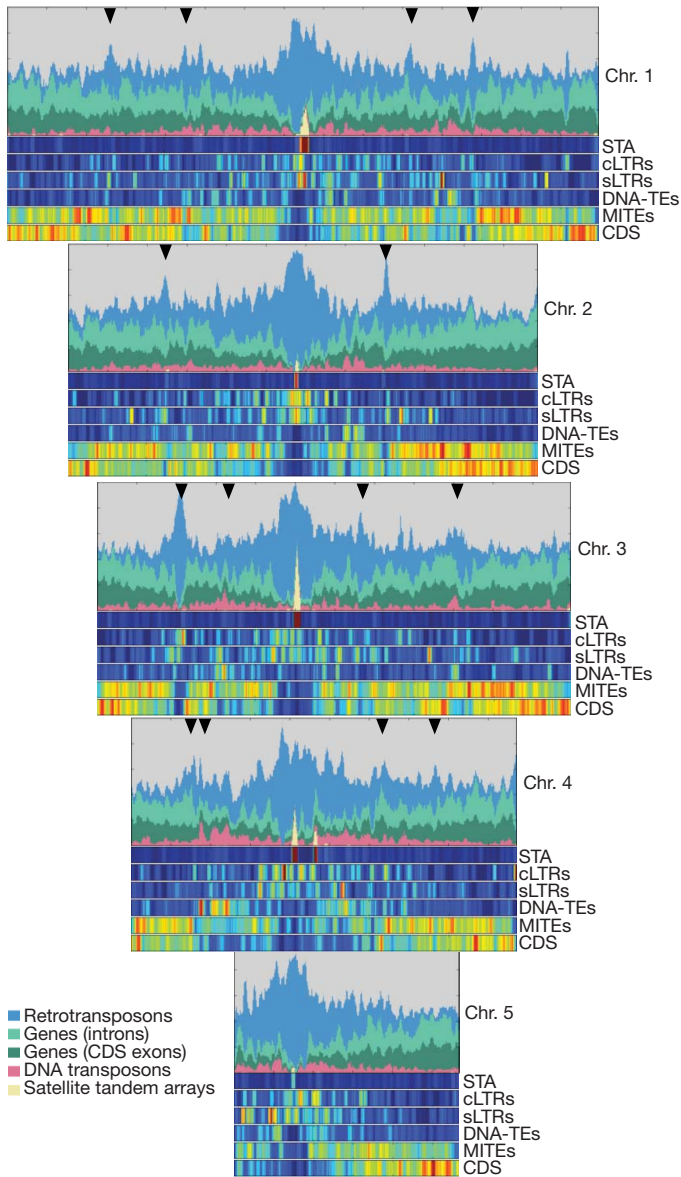 Chr. 1
STA
cLTRs
sLTRs
DNA-TEs
MITEs
CDS
Chr. 2
STA
cLTRs
sLTRs
DNA-TEs
MITEs
CDS
Chr. 3
STA
cLTRs
sLTRs
DNA-TEs
MITEs
CDS
Chr. 4
STA
cLTRs
sLTRs
DNA-TEs
MITEs
CDS
Chr. 5
Retrotransposons
Genes (introns)
Genes (CDS exons)
DNA transposons
Satellite tandem arrays
STA
cLTRs
sLTRs
DNA-TEs
MITEs
CDS